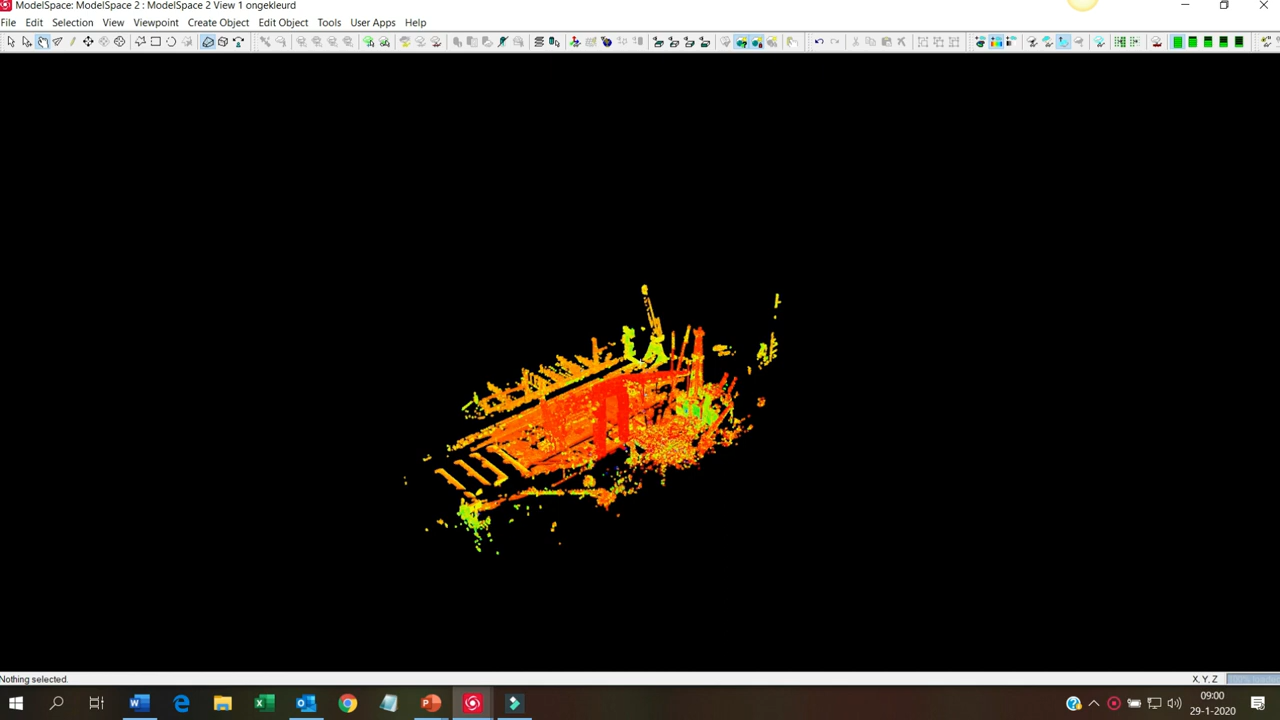 ModelSpace: ModelSpace 2 : ModelSpace 2 View 1 ongekleurd
File Edit Selection View Viewpoint Create Object Edit Object Tools User Apps Help
Nothing selected.
X, Y, Z
09:00
29-1-2020